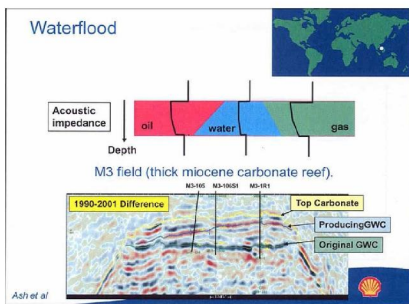 Waterflood
Acoustic
impedance
oil
water
gas
Depth
M3 field (thick miocene carbonate reef).
M3-105
M3-106S1
M3-1R1
1990-2001 Difference
Top Carbonate
ProducingGWC
Original GWC
Ash et al